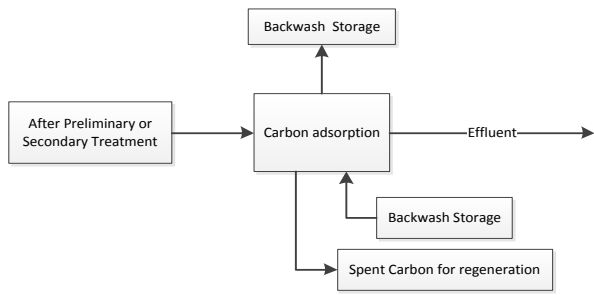 Backwash Storage
After Preliminary or
Secondary Treatment
Carbon adsorption
Effluent
Backwash Storage
Spent Carbon for regeneration